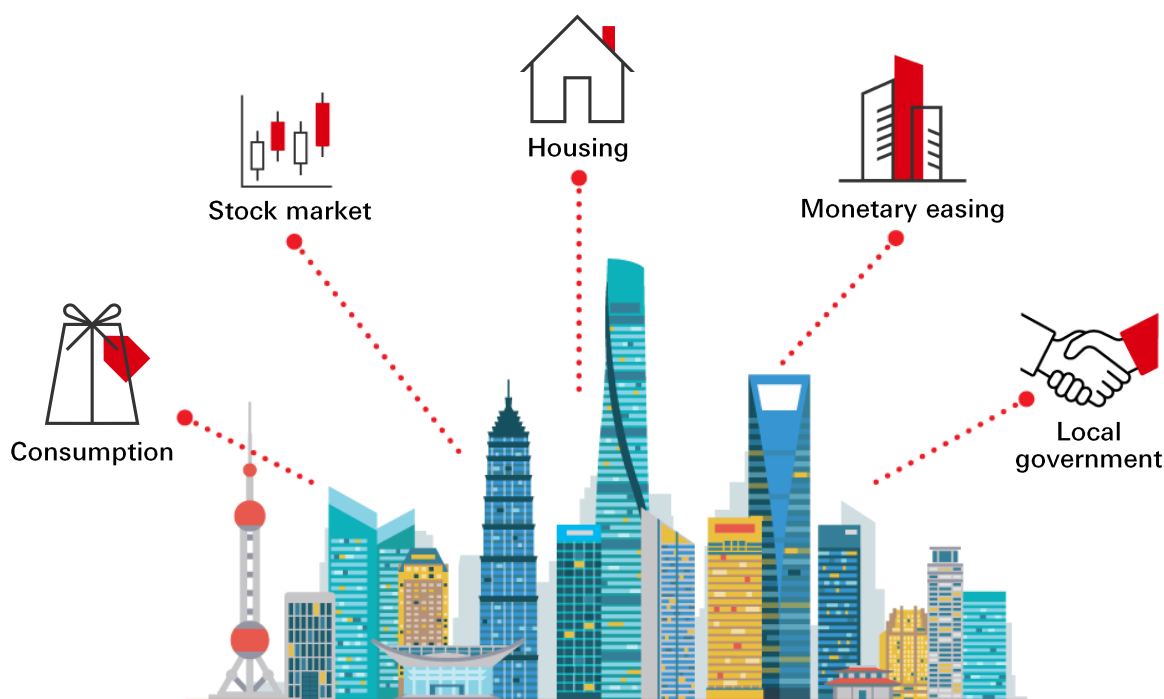 Housing
Stock market
Monetary easing
Consumption
Local
government